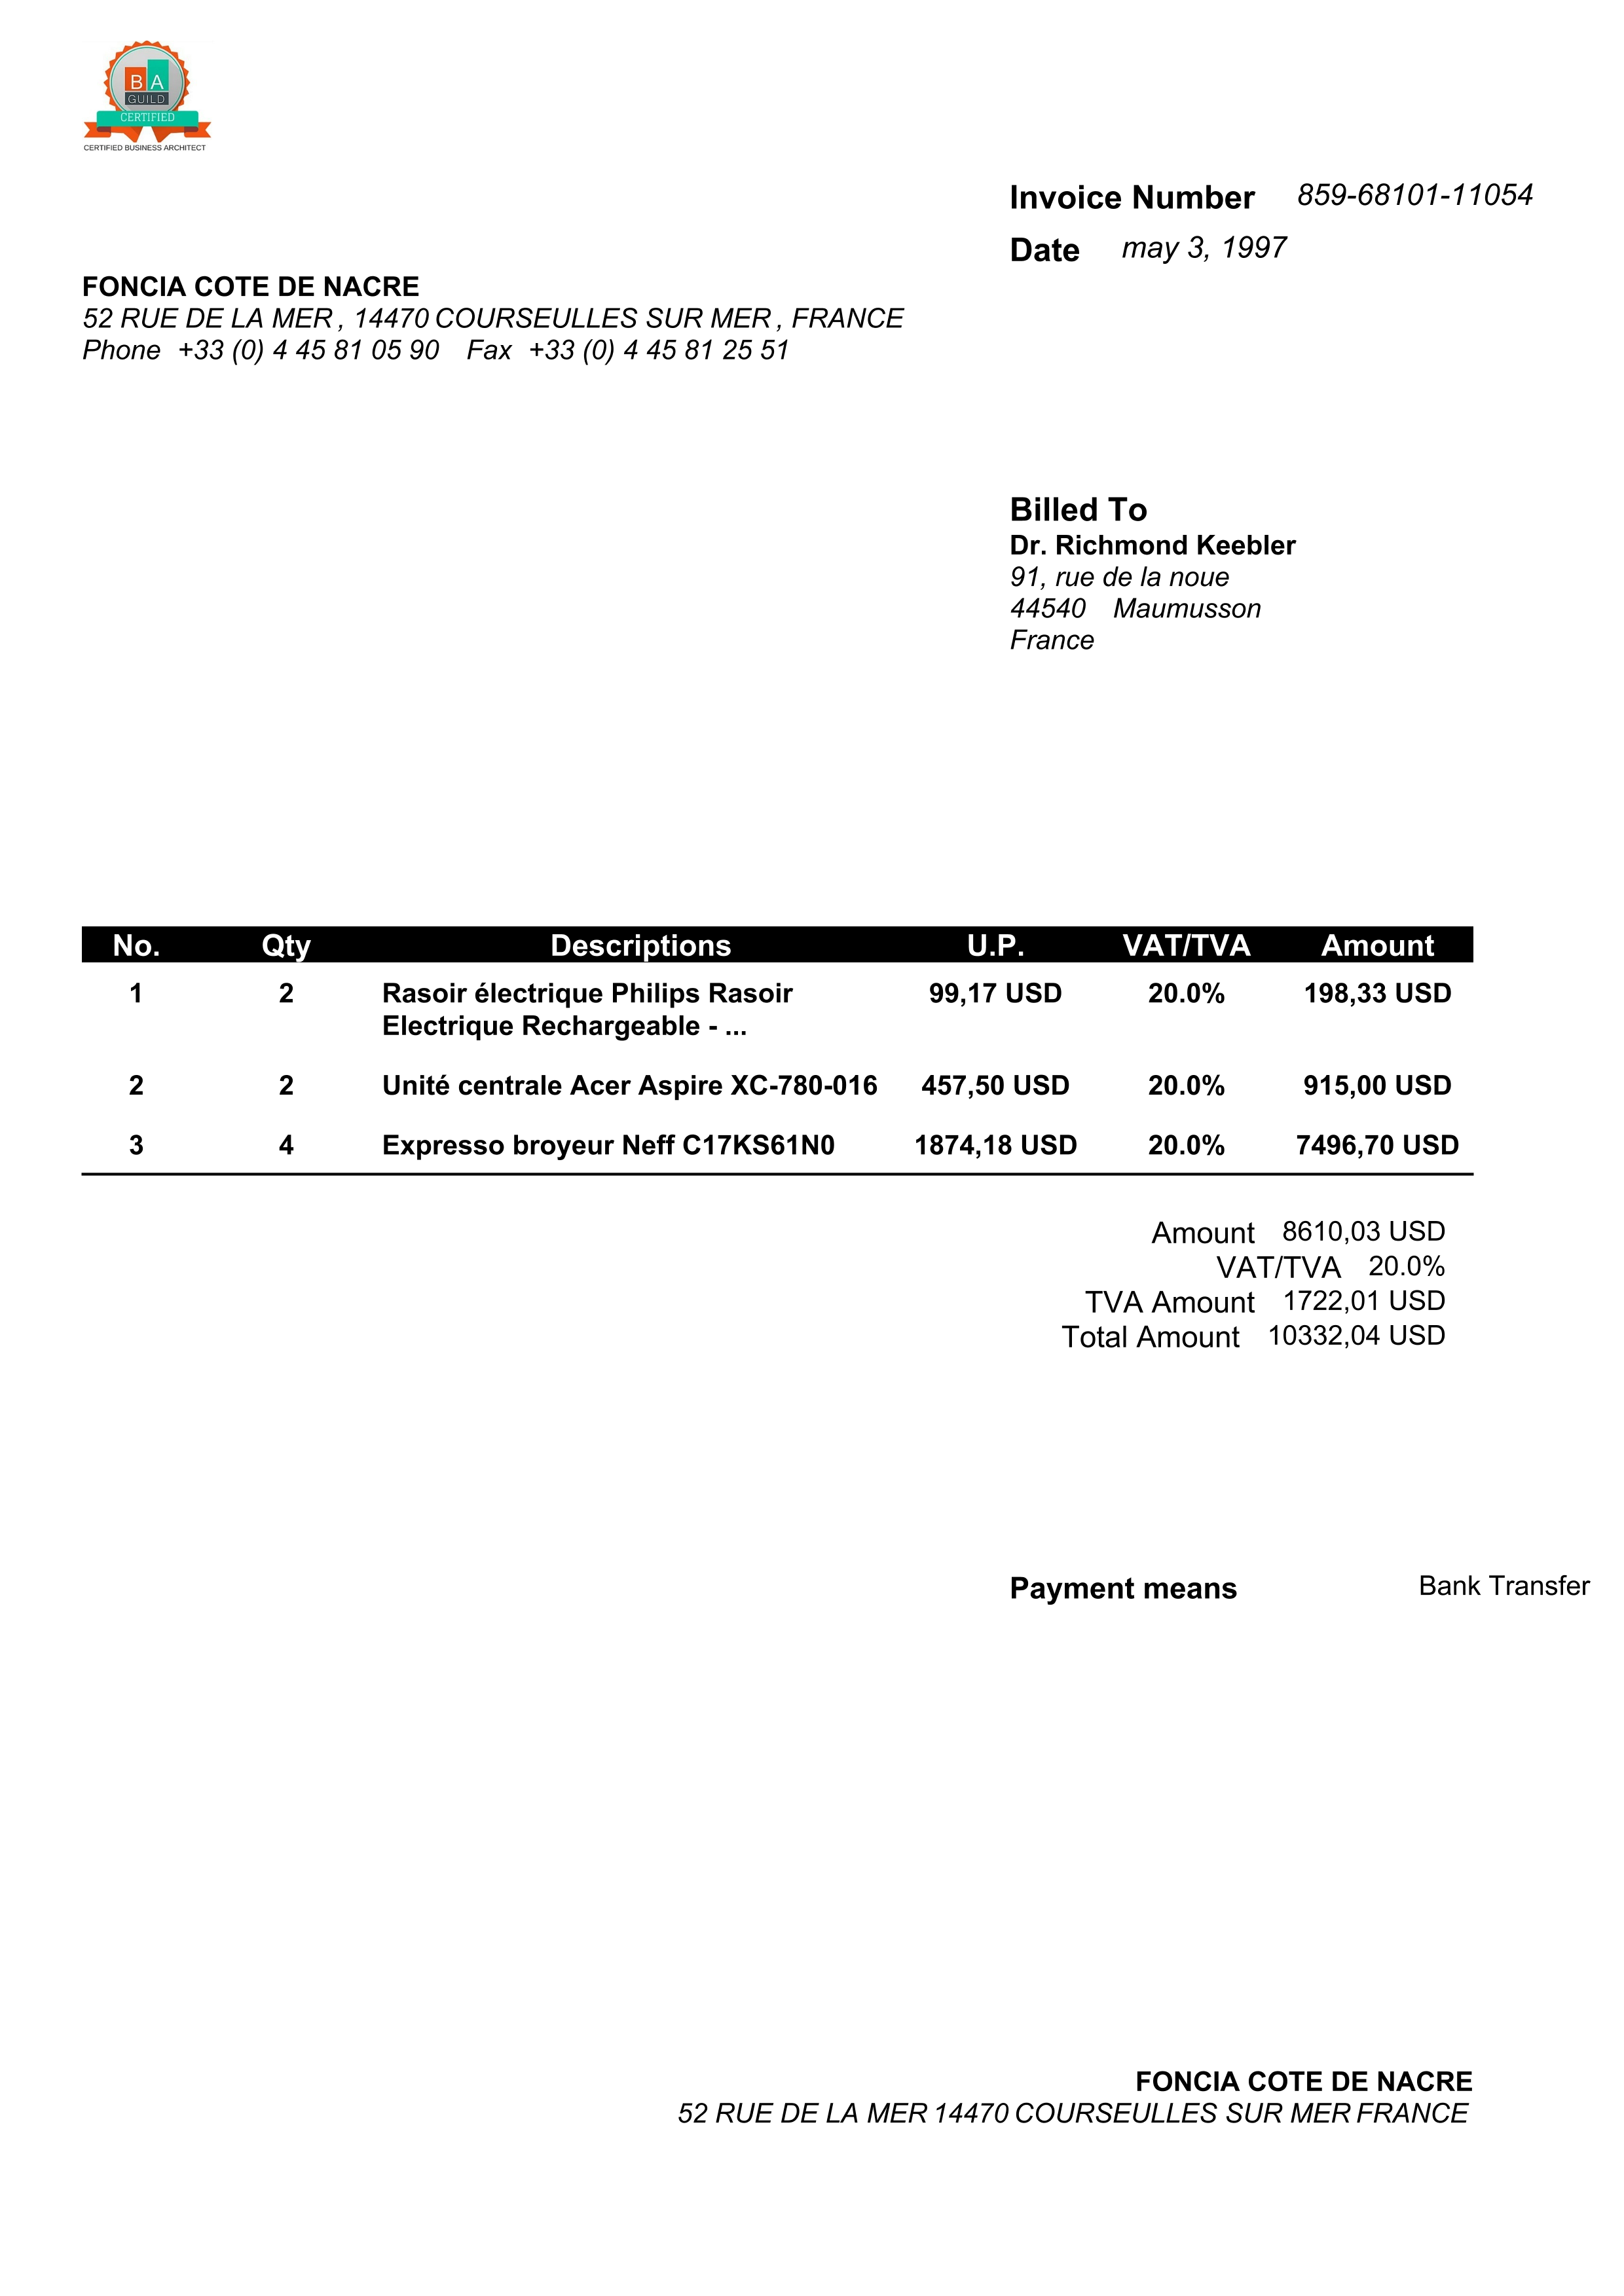 B A
GUILD
CERTIFIED
CERTIFIED BUSINESS ARCHITECT
Invoice Number 859-68101-11054
Date may 3, 1997
FONCIA COTE DE NACRE
52 RUE DE LA MER , 14470 COURSEULLES SUR MER , FRANCE
Phone +33 (0) 4 45 81 05 90 Fax +33 (0) 4 45 81 25 51
Billed To
Dr. Richmond Keebler
91, rue de la noue
44540 Maumusson
France
No. Qty Descriptions U.P. VAT/TVA Amount
1 2 Rasoir électrique Philips Rasoir 99,17 USD 20.0% 198,33 USD
Electrique Rechargeable - ...
2 2 Unité centrale Acer Aspire XC-780-016 457,50 USD 20.0% 915,00 USD
3 4 Expresso broyeur Neff C17KS61N0 1874,18 USD 20.0% 7496,70 USD
Amount 8610,03 USD
VAT/TVA 20.0%
TVA Amount 1722,01 USD
Total Amount 10332,04 USD
Payment means Bank Transfer
FONCIA COTE DE NACRE
52 RUE DE LA MER 14470 COURSEULLES SUR MER FRANCE